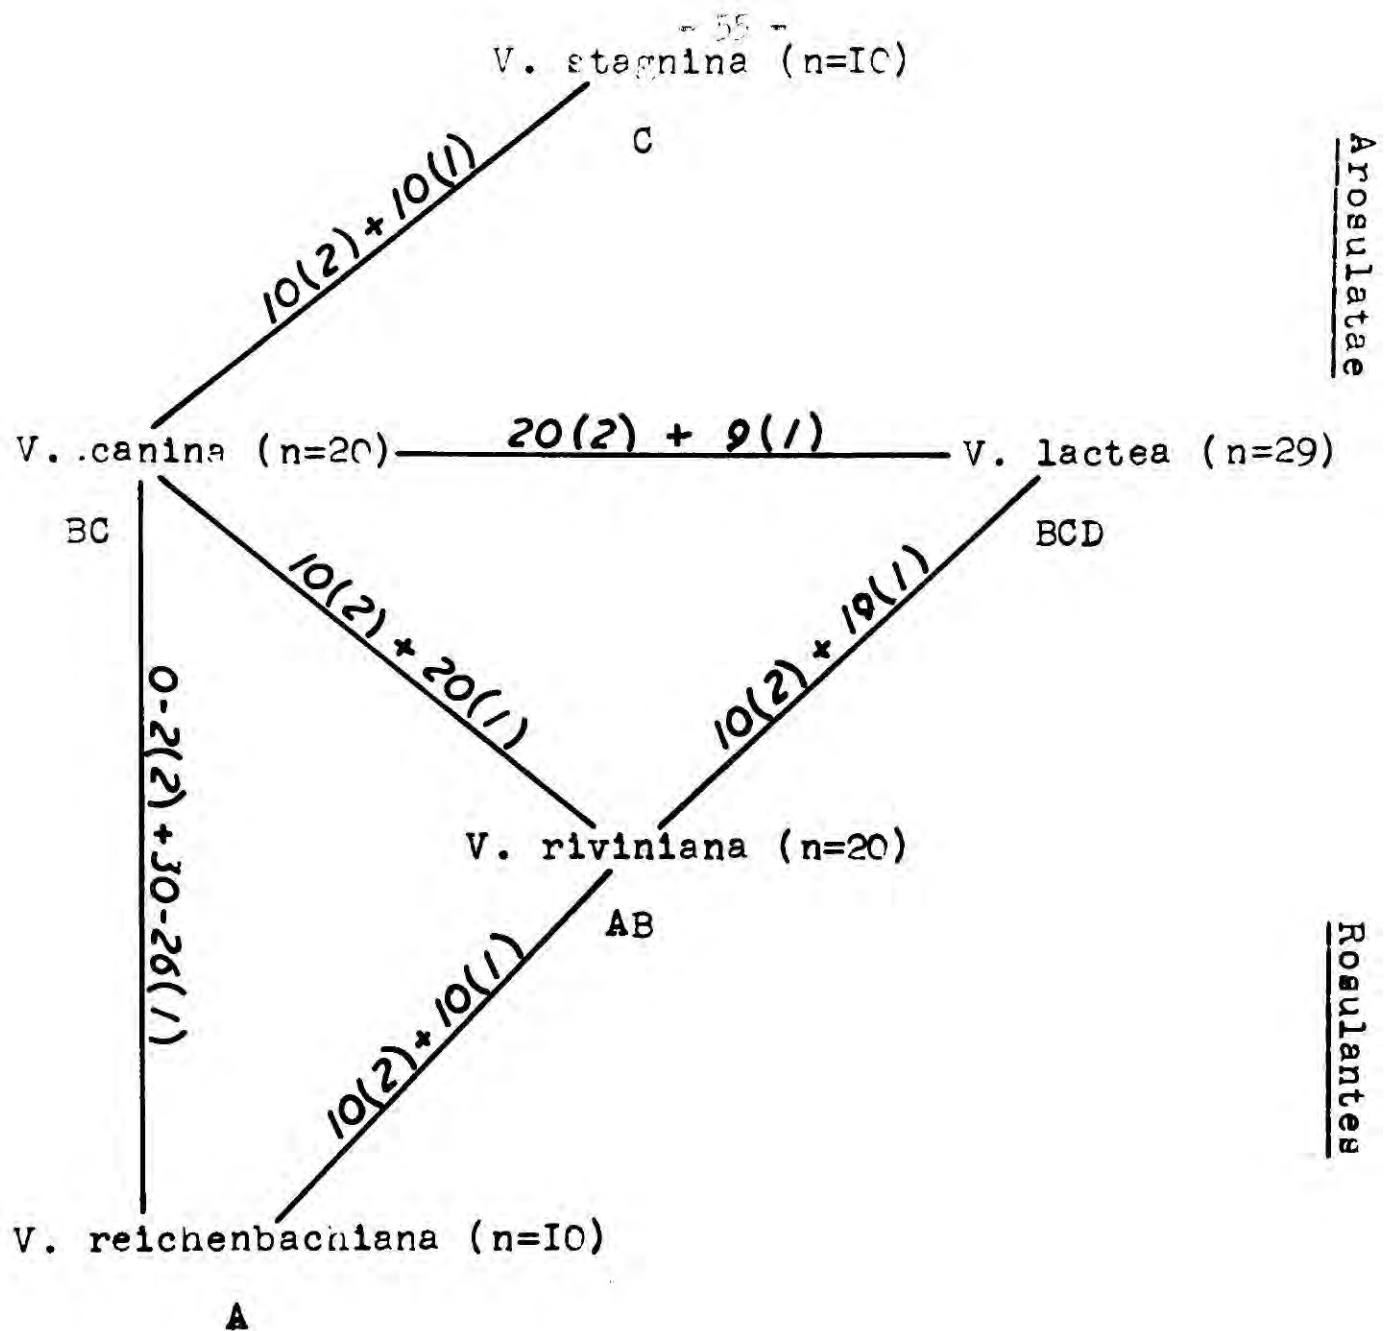 - 55 -
V. stagnina (n=IO)
C
Arosulatae
10(2) + 10(1)
V. canina (n=20)
20(2) + 9(1)
V. lactea (n=29)
BC
BCD
10(2) + 20(1)
10(2) + 19(1)
0-2(2)+30-26(1)
V. riviniana (n=20)
AB
Rosulantes
10(2)+10(1)
V. reichenbachiana (n=IO)
A